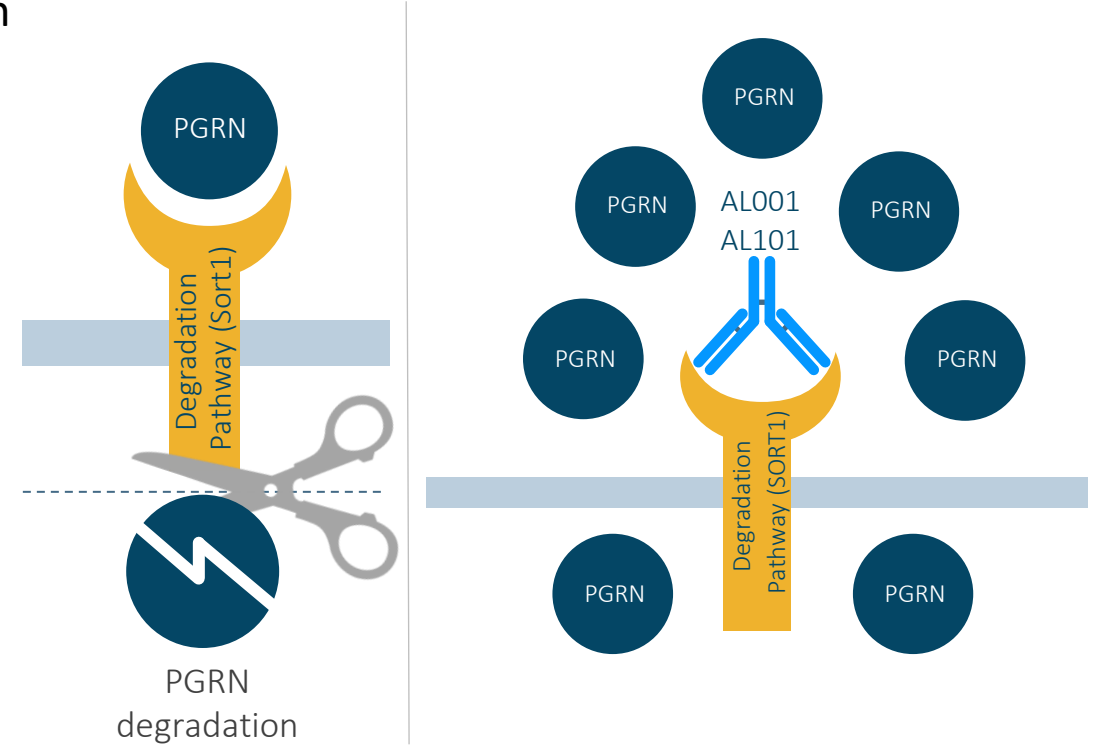 n
PGRN
Degradation
Pathway (Sort1)
PGRN
degradation
PGRN
PGRN
PGRN
AL001
AL101
PGRN
PGRN
Degradation
Pathway (SORT1)
PGRN
PGRN